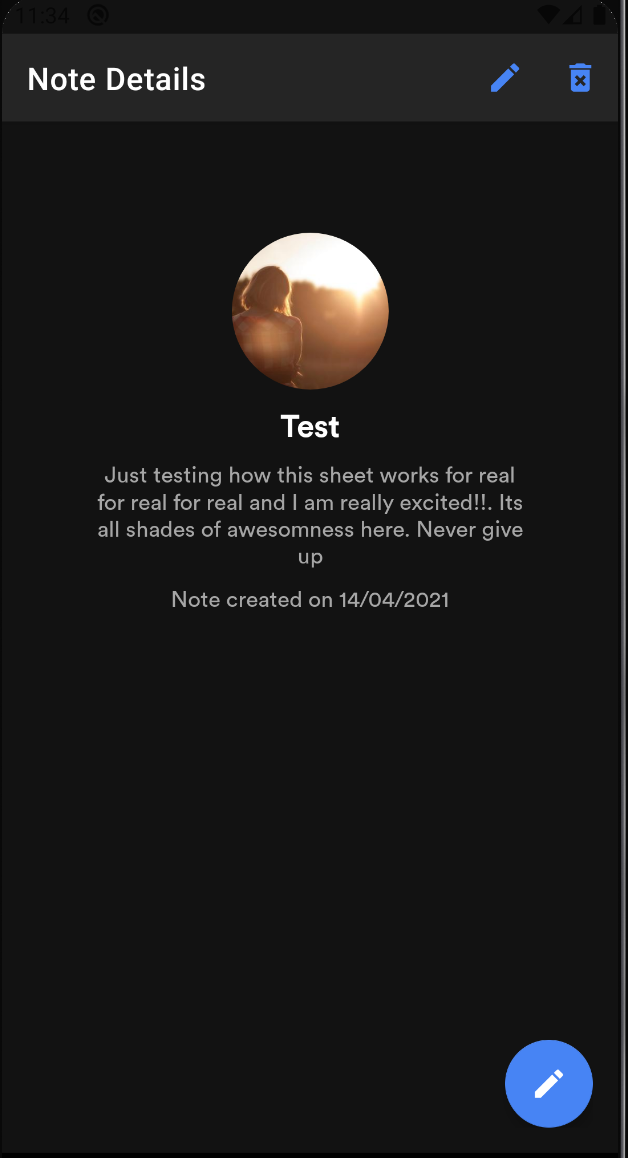 11:34
Note Details
Test
Just testing how this sheet works for real
for real for real and I am really excited!!. Its
all shades of awesomness here. Never give
up
Note created on 14/04/2021